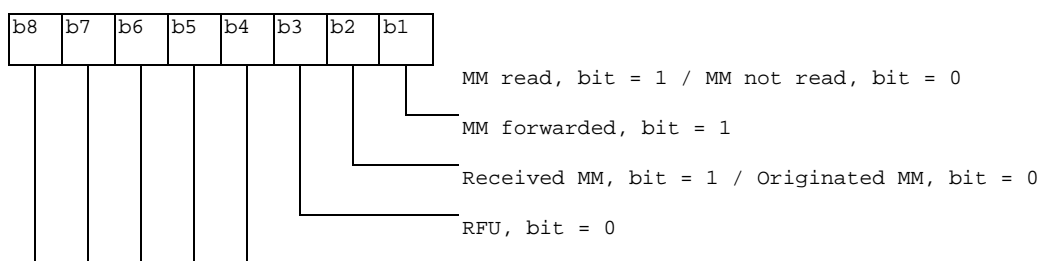 b8 b7 b6 b5 b4 b3 b2 b1
MM read, bit = 1 / MM not read, bit = 0
MM forwarded, bit = 1
Received MM, bit = 1 / Originated MM, bit = 0
RFU, bit = 0